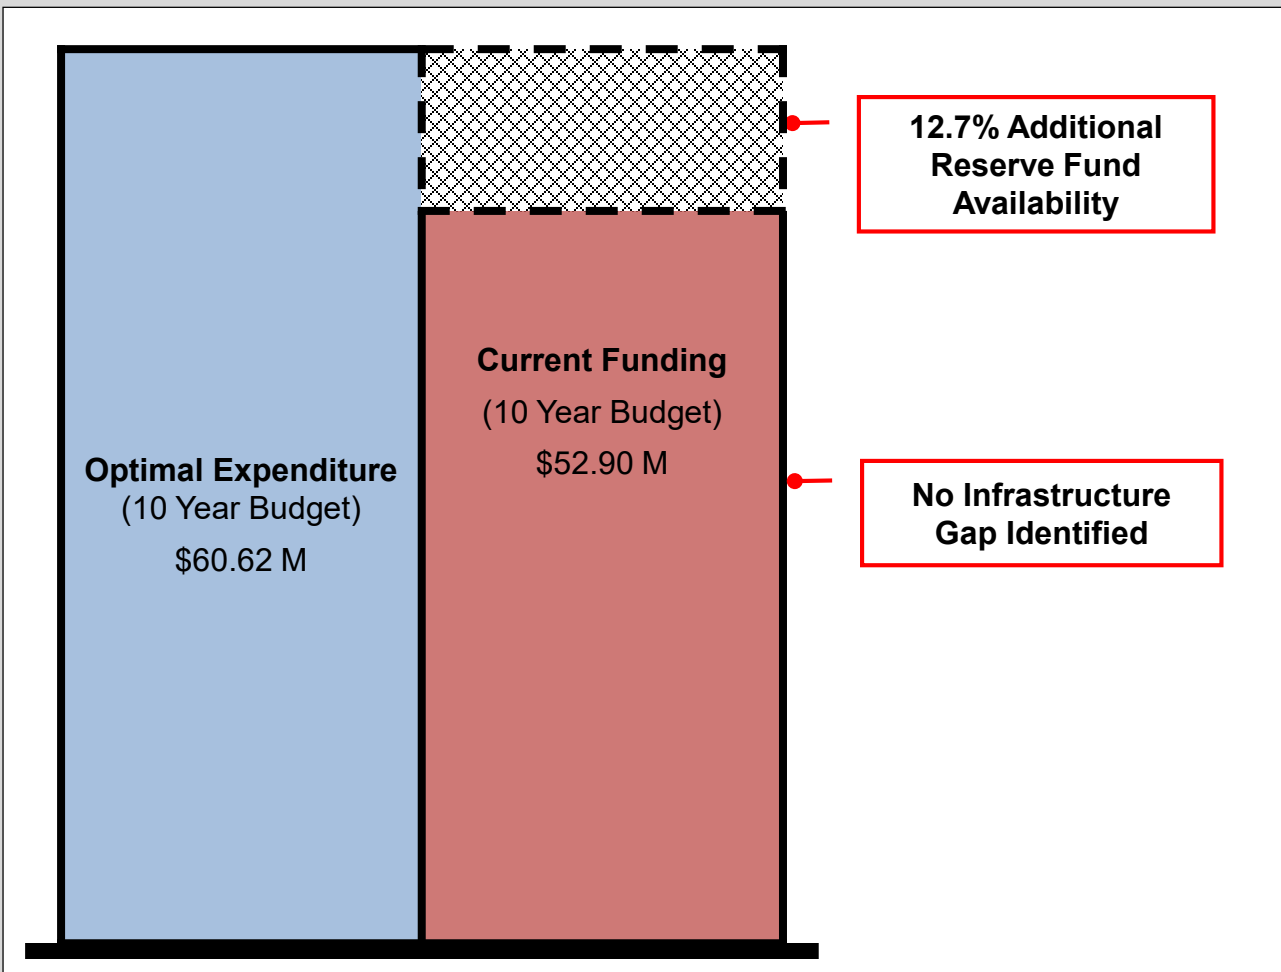 Optimal Expenditure
(10 Year Budget)
$60.62 M
Current Funding
(10 Year Budget)
$52.90 M
12.7% Additional
Reserve Fund
Availability
No Infrastructure
Gap Identified